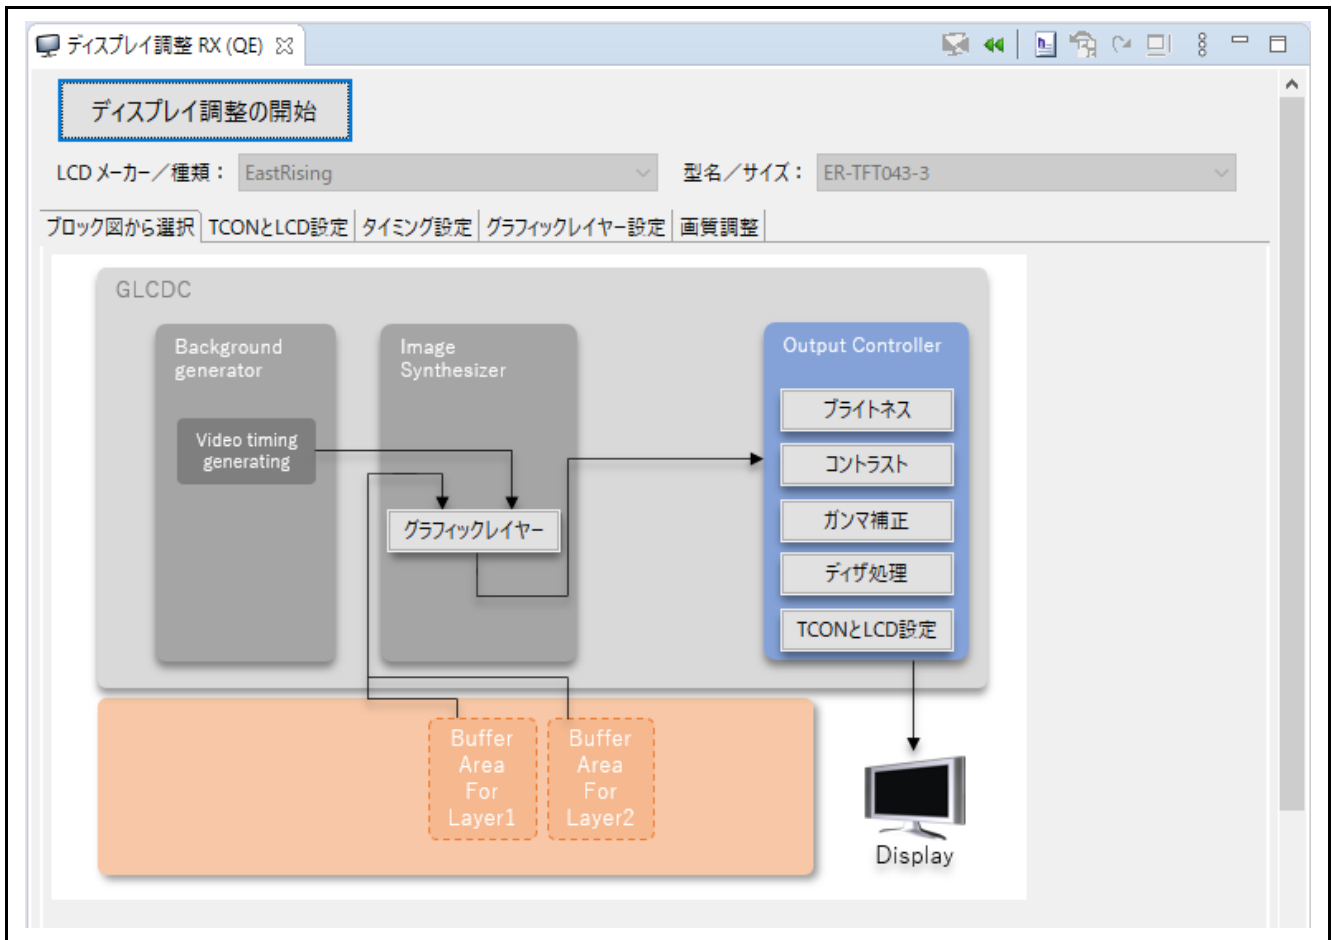 ディスプレイ調整 RX (QE)
ディスプレイ調整の開始
LCD メーカー／種類： EastRising 型名／サイズ： ER-TFT043-3
ブロック図から選択 TCONとLCD設定 タイミング設定 グラフィックレイヤー設定 画質調整
GLCDC
Background
generator
Video timing
generating
Image
Synthesizer
グラフィックレイヤー
Output Controller
ブライトネス
コントラスト
ガンマ補正
ディザ処理
TCONとLCD設定
Buffer
Area
For
Layer1
Buffer
Area
For
Layer2
Display